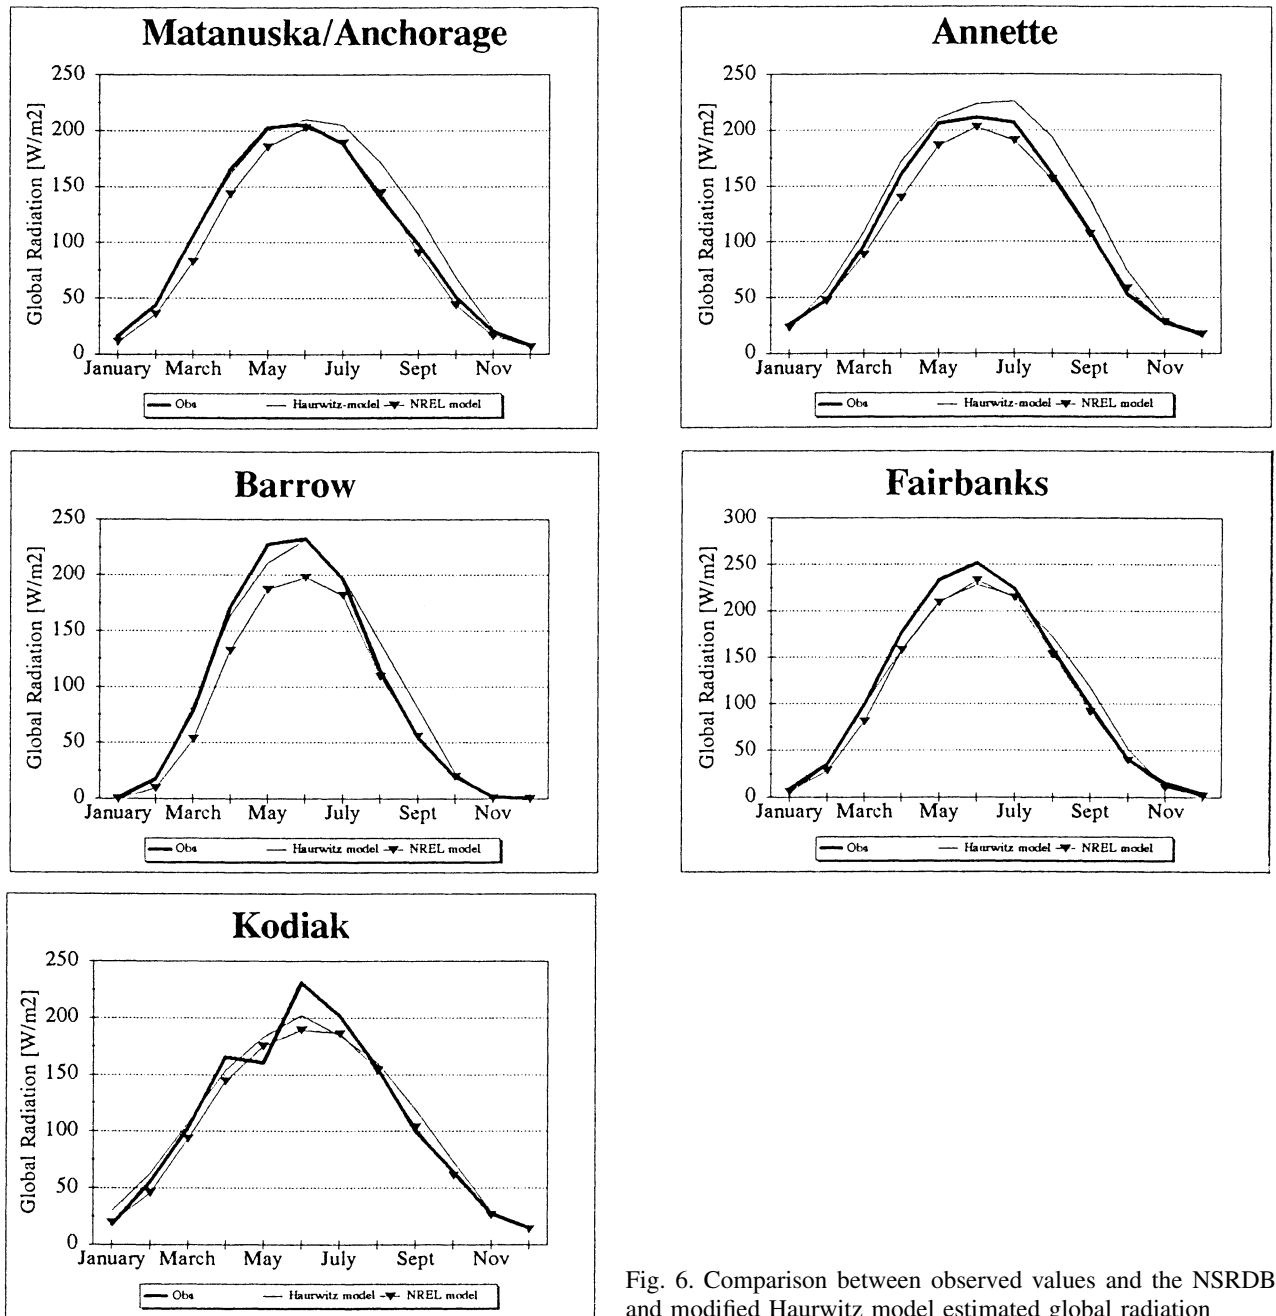 Matanuska/Anchorage
Global Radiation [W/m2]
250
200
150
100
50
0
January March May July Sept Nov
Obs Haurwitz-model NREL model
Annette
Global Radiation [W/m2]
250
200
150
100
50
0
January March May July Sept Nov
Obs Haurwitz-model NREL model
Barrow
Global Radiation [W/m2]
250
200
150
100
50
0
January March May July Sept Nov
Obs Haurwitz model NREL model
Fairbanks
Global Radiation [W/m2]
300
250
200
150
100
50
0
January March May July Sept Nov
Obs Haurwitz model NREL model
Kodiak
Global Radiation [W/m2]
250
200
150
100
50
0
January March May July Sept Nov
Obs Haurwitz model NREL model
Fig. 6. Comparison between observed values and the NSRDB
and modified Haurwitz model estimated global radiation